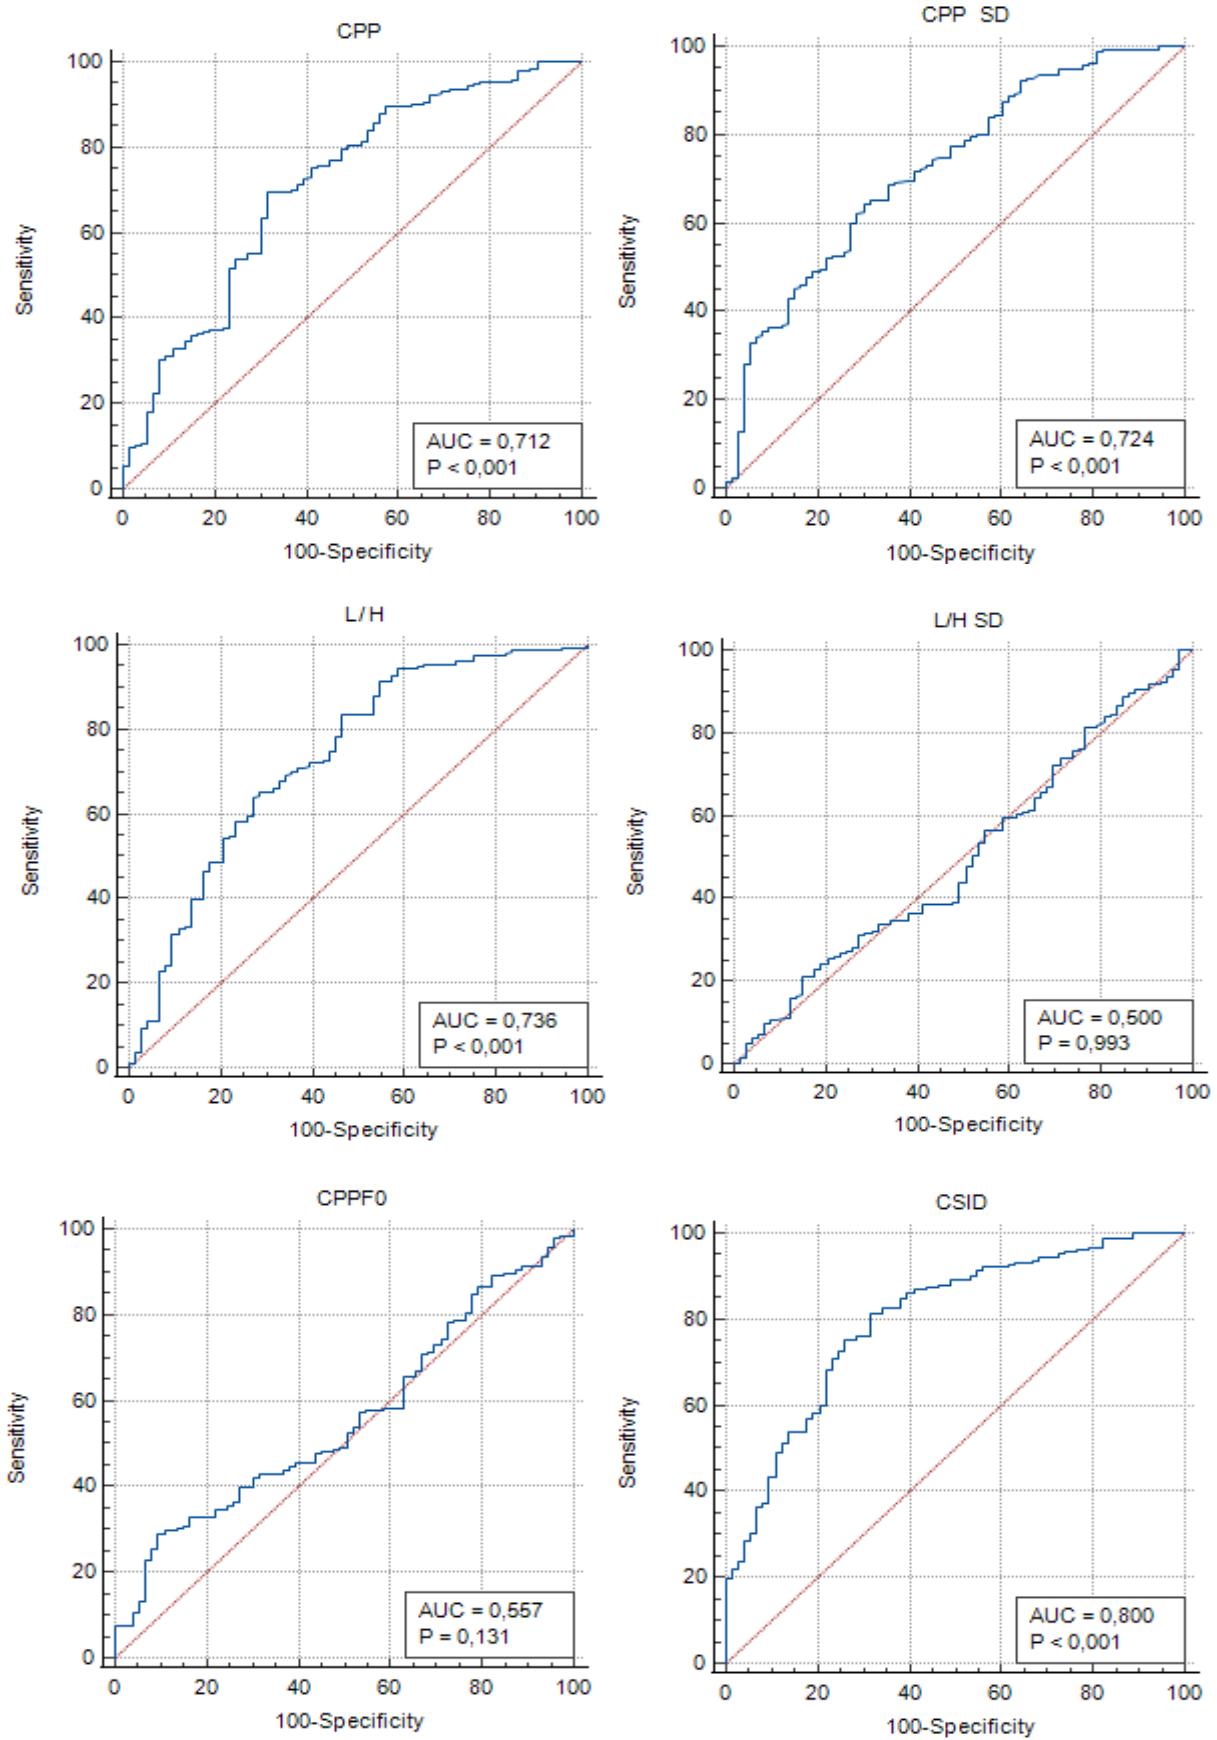 CPP
100
80
60
40
20
0
Sensitivity
AUC = 0,712
P < 0,001
0 20 40 60 80 100
100-Specificity
CPP SD
100
80
60
40
20
0
Sensitivity
AUC = 0,724
P < 0,001
0 20 40 60 80 100
100-Specificity
L/H
100
80
60
40
20
0
Sensitivity
AUC = 0,736
P < 0,001
0 20 40 60 80 100
100-Specificity
L/H SD
100
80
60
40
20
0
Sensitivity
AUC = 0,500
P = 0,993
0 20 40 60 80 100
100-Specificity
CPPF0
100
80
60
40
20
0
Sensitivity
AUC = 0,557
P = 0,131
0 20 40 60 80 100
100-Specificity
CSID
100
80
60
40
20
0
Sensitivity
AUC = 0,800
P < 0,001
0 20 40 60 80 100
100-Specificity